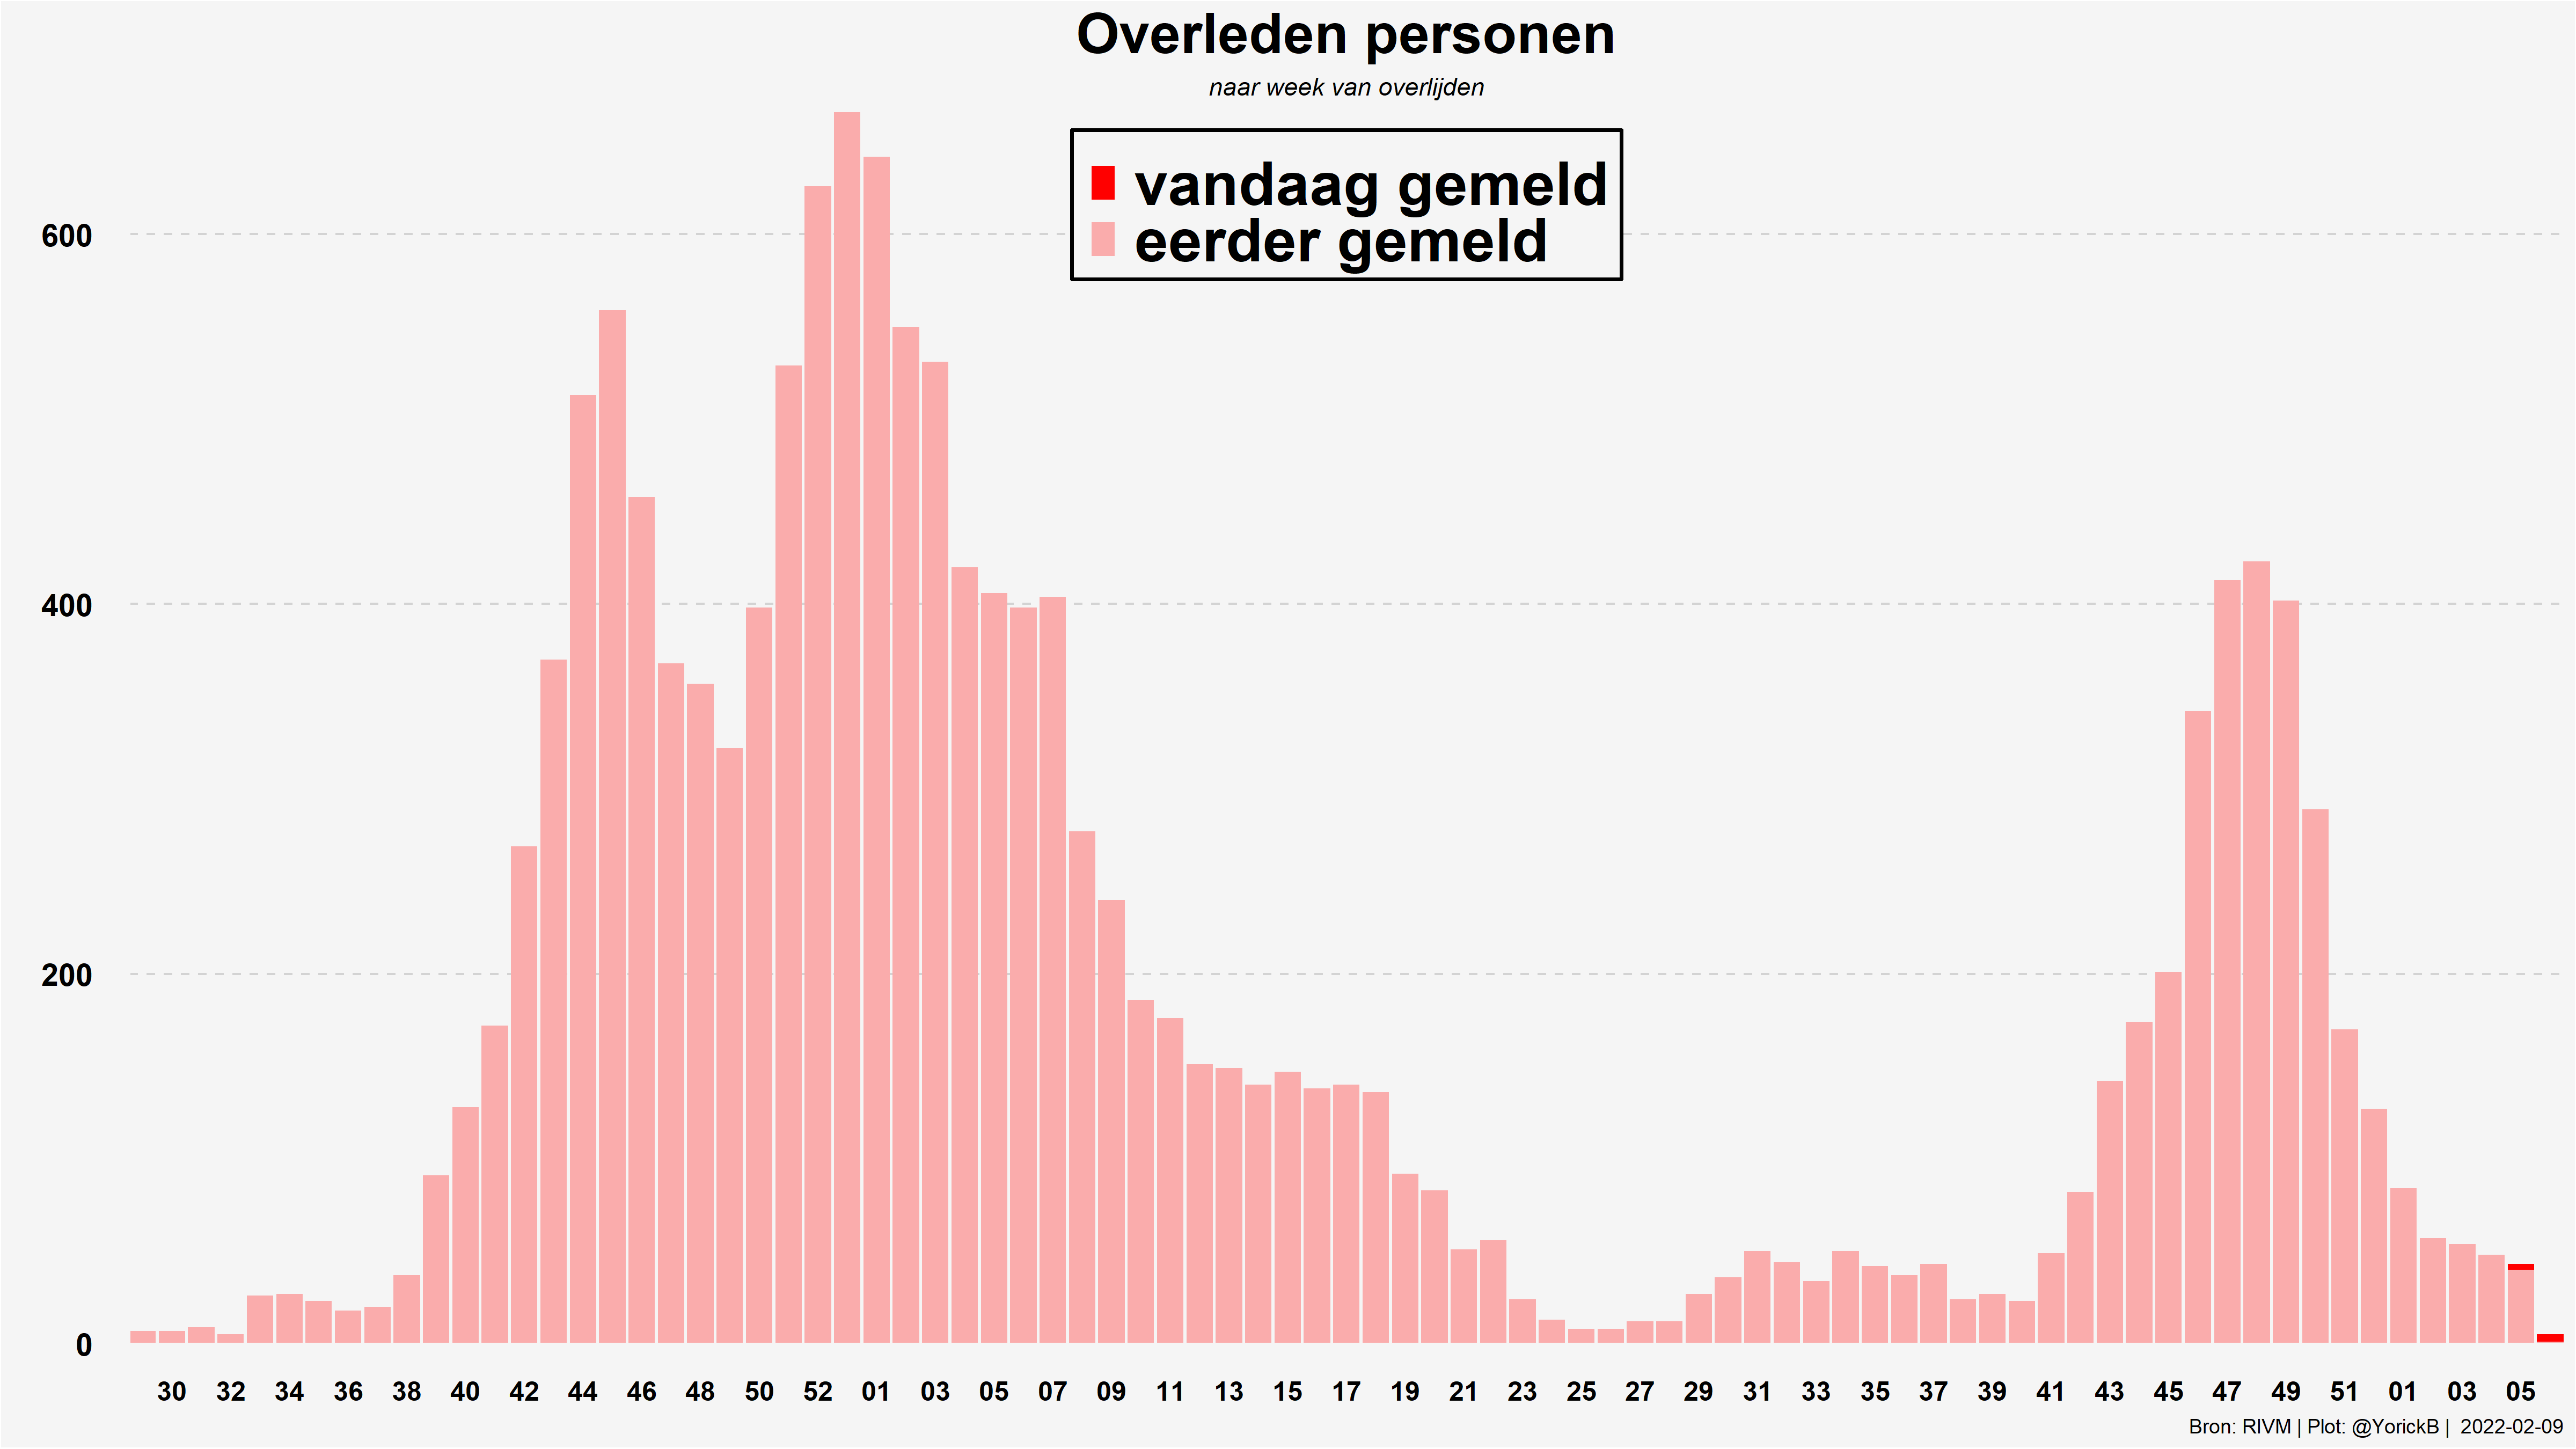 Overleden personen
naar week van overlijden
vandaag gemeld
eerder gemeld
600
400
200
0
30 32 34 36 38 40 42 44 46 48 50 52 01 03 05 07 09 11 13 15 17 19 21 23 25 27 29 31 33 35 37 39 41 43 45 47 49 51 01 03 05
Bron: RIVM | Plot: @YorickB | 2022-02-09